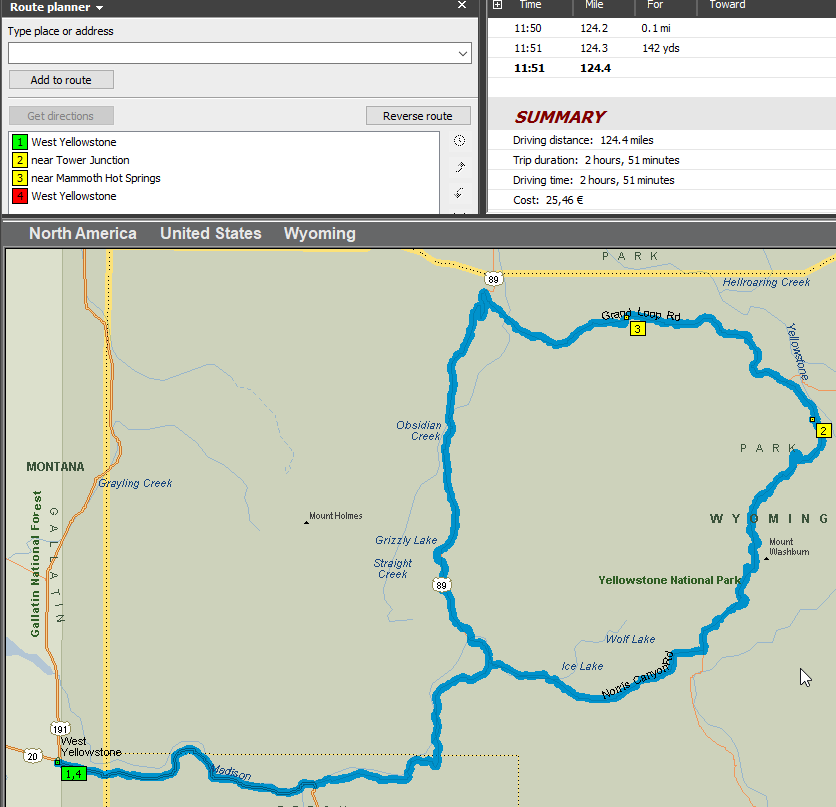 Route planner
Type place or address
Add to route
Get directions
Reverse route
1 West Yellowstone
2 near Tower Junction
3 near Mammoth Hot Springs
4 West Yellowstone
Time Mile For Toward
11:50 124.2 0.1 mi
11:51 124.3 142 yds
11:51 124.4
SUMMARY
Driving distance: 124.4 miles
Trip duration: 2 hours, 51 minutes
Driving time: 2 hours, 51 minutes
Cost: 25,46 €
North America United States Wyoming
PARK
89
Hellroaring Creek
Grand Loop Rd
3
Yellowstone
Obsidian
Creek
2
PARK
MONTANA
Grayling Creek
Gallatin National Forest
GALLATIN
Mount Holmes
WYOMING
Grizzly Lake
Mount
Washburn
Straight
Creek
89
Yellowstone National Park
Wolf Lake
Ice Lake
Norris Canyon Rd
191
West
Yellowstone
20
1,4
Madison